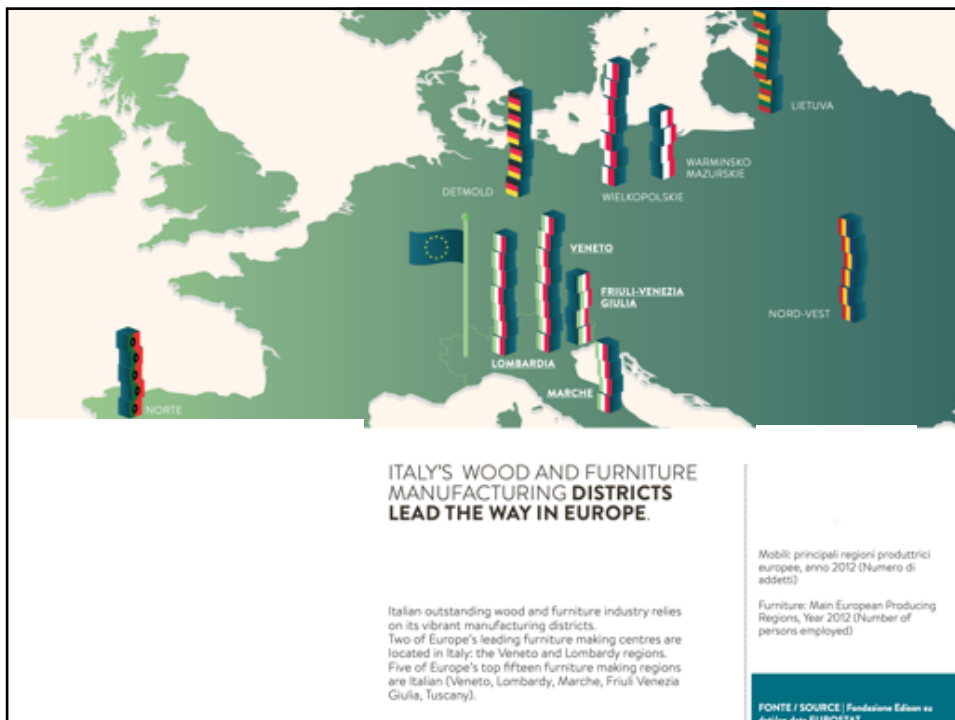 LIETUVA
WARMINSKO
MAZURSKIE
DETMOLD
WIELKOPOLSKIE
VENETO
FRIULI-VENEZIA
GIULIA
NORD-VEST
LOMBARDIA
MARCHE
NORTE
ITALY'S WOOD AND FURNITURE
MANUFACTURING DISTRICTS
LEAD THE WAY IN EUROPE.
Italian outstanding wood and furniture industry relies
on its vibrant manufacturing districts.
Two of Europe's leading furniture making centres are
located in Italy: the Veneto and Lombardy regions.
Five of Europe's top fifteen furniture making regions
are Italian (Veneto, Lombardy, Marche, Friuli Venezia
Giulia, Tuscany).
Mobili: principali regioni produttrici
europee, anno 2012 (Numero di
addetti)
Furniture: Main European Producing
Regions, Year 2012 (Number of
persons employed)
FONTE / SOURCE | Fondazione Edison su
dati/on data EUROSTAT